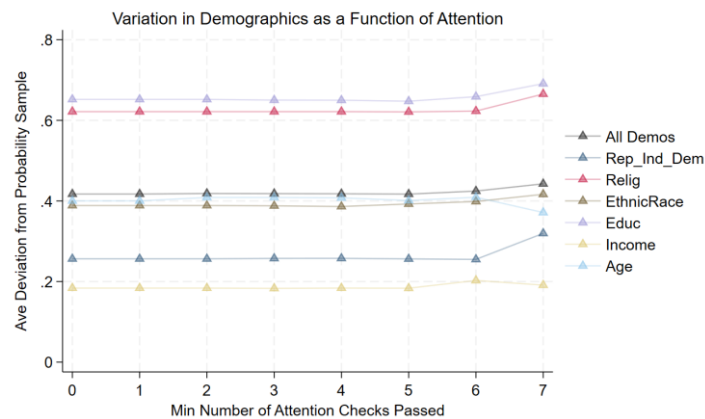 Variation in Demographics as a Function of Attention
Ave Deviation from Probability Sample
.8
.6
.4
.2
0
0 1 2 3 4 5 6 7
Min Number of Attention Checks Passed
All Demos
Rep_Ind_Dem
Relig
EthnicRace
Educ
Income
Age